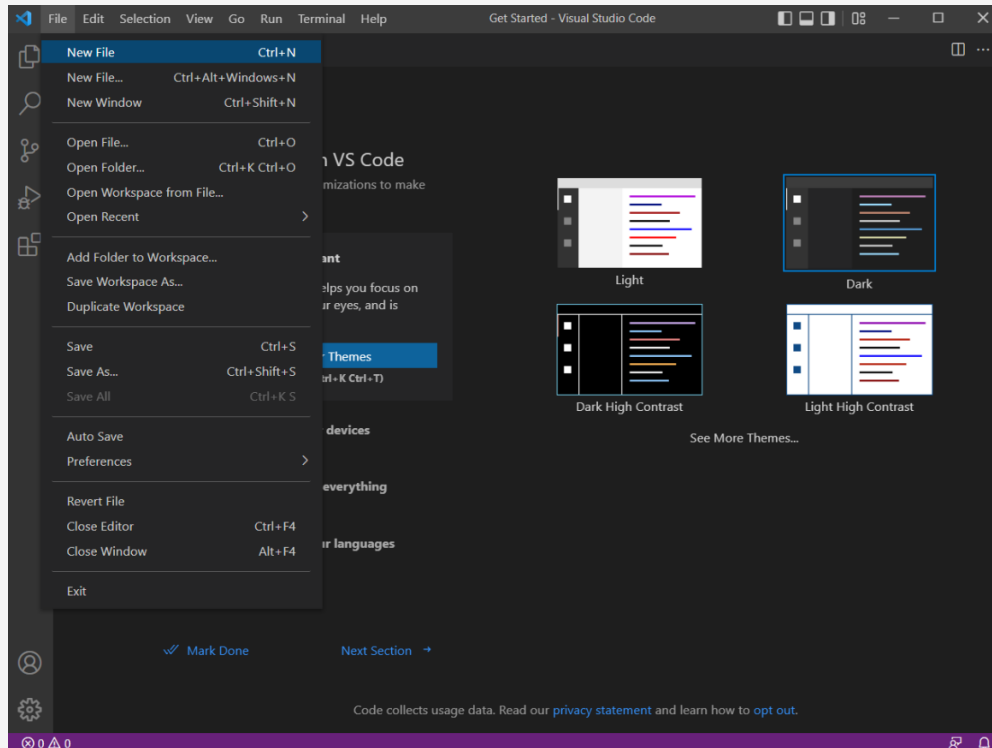 File Edit Selection View Go Run Terminal Help Get Started - Visual Studio Code
New File Ctrl+N
New File... Ctrl+Alt+Windows+N
New Window Ctrl+Shift+N
Open File... Ctrl+O
Open Folder... Ctrl+K Ctrl+O
Open Workspace from File...
Open Recent
Add Folder to Workspace...
Save Workspace As...
Duplicate Workspace
Save Ctrl+S
Save As... Ctrl+Shift+S
Save All Ctrl+K S
Auto Save
Preferences
Revert File
Close Editor Ctrl+F4
Close Window Alt+F4
Exit
VS Code
mizations to make
ant
elps you focus on
ur eyes, and is
Themes
trl+K Ctrl+T)
devices
everything
ur languages
Light
Dark
Dark High Contrast
Light High Contrast
See More Themes...
Mark Done
Next Section
Code collects usage data. Read our privacy statement and learn how to opt out.
0 0